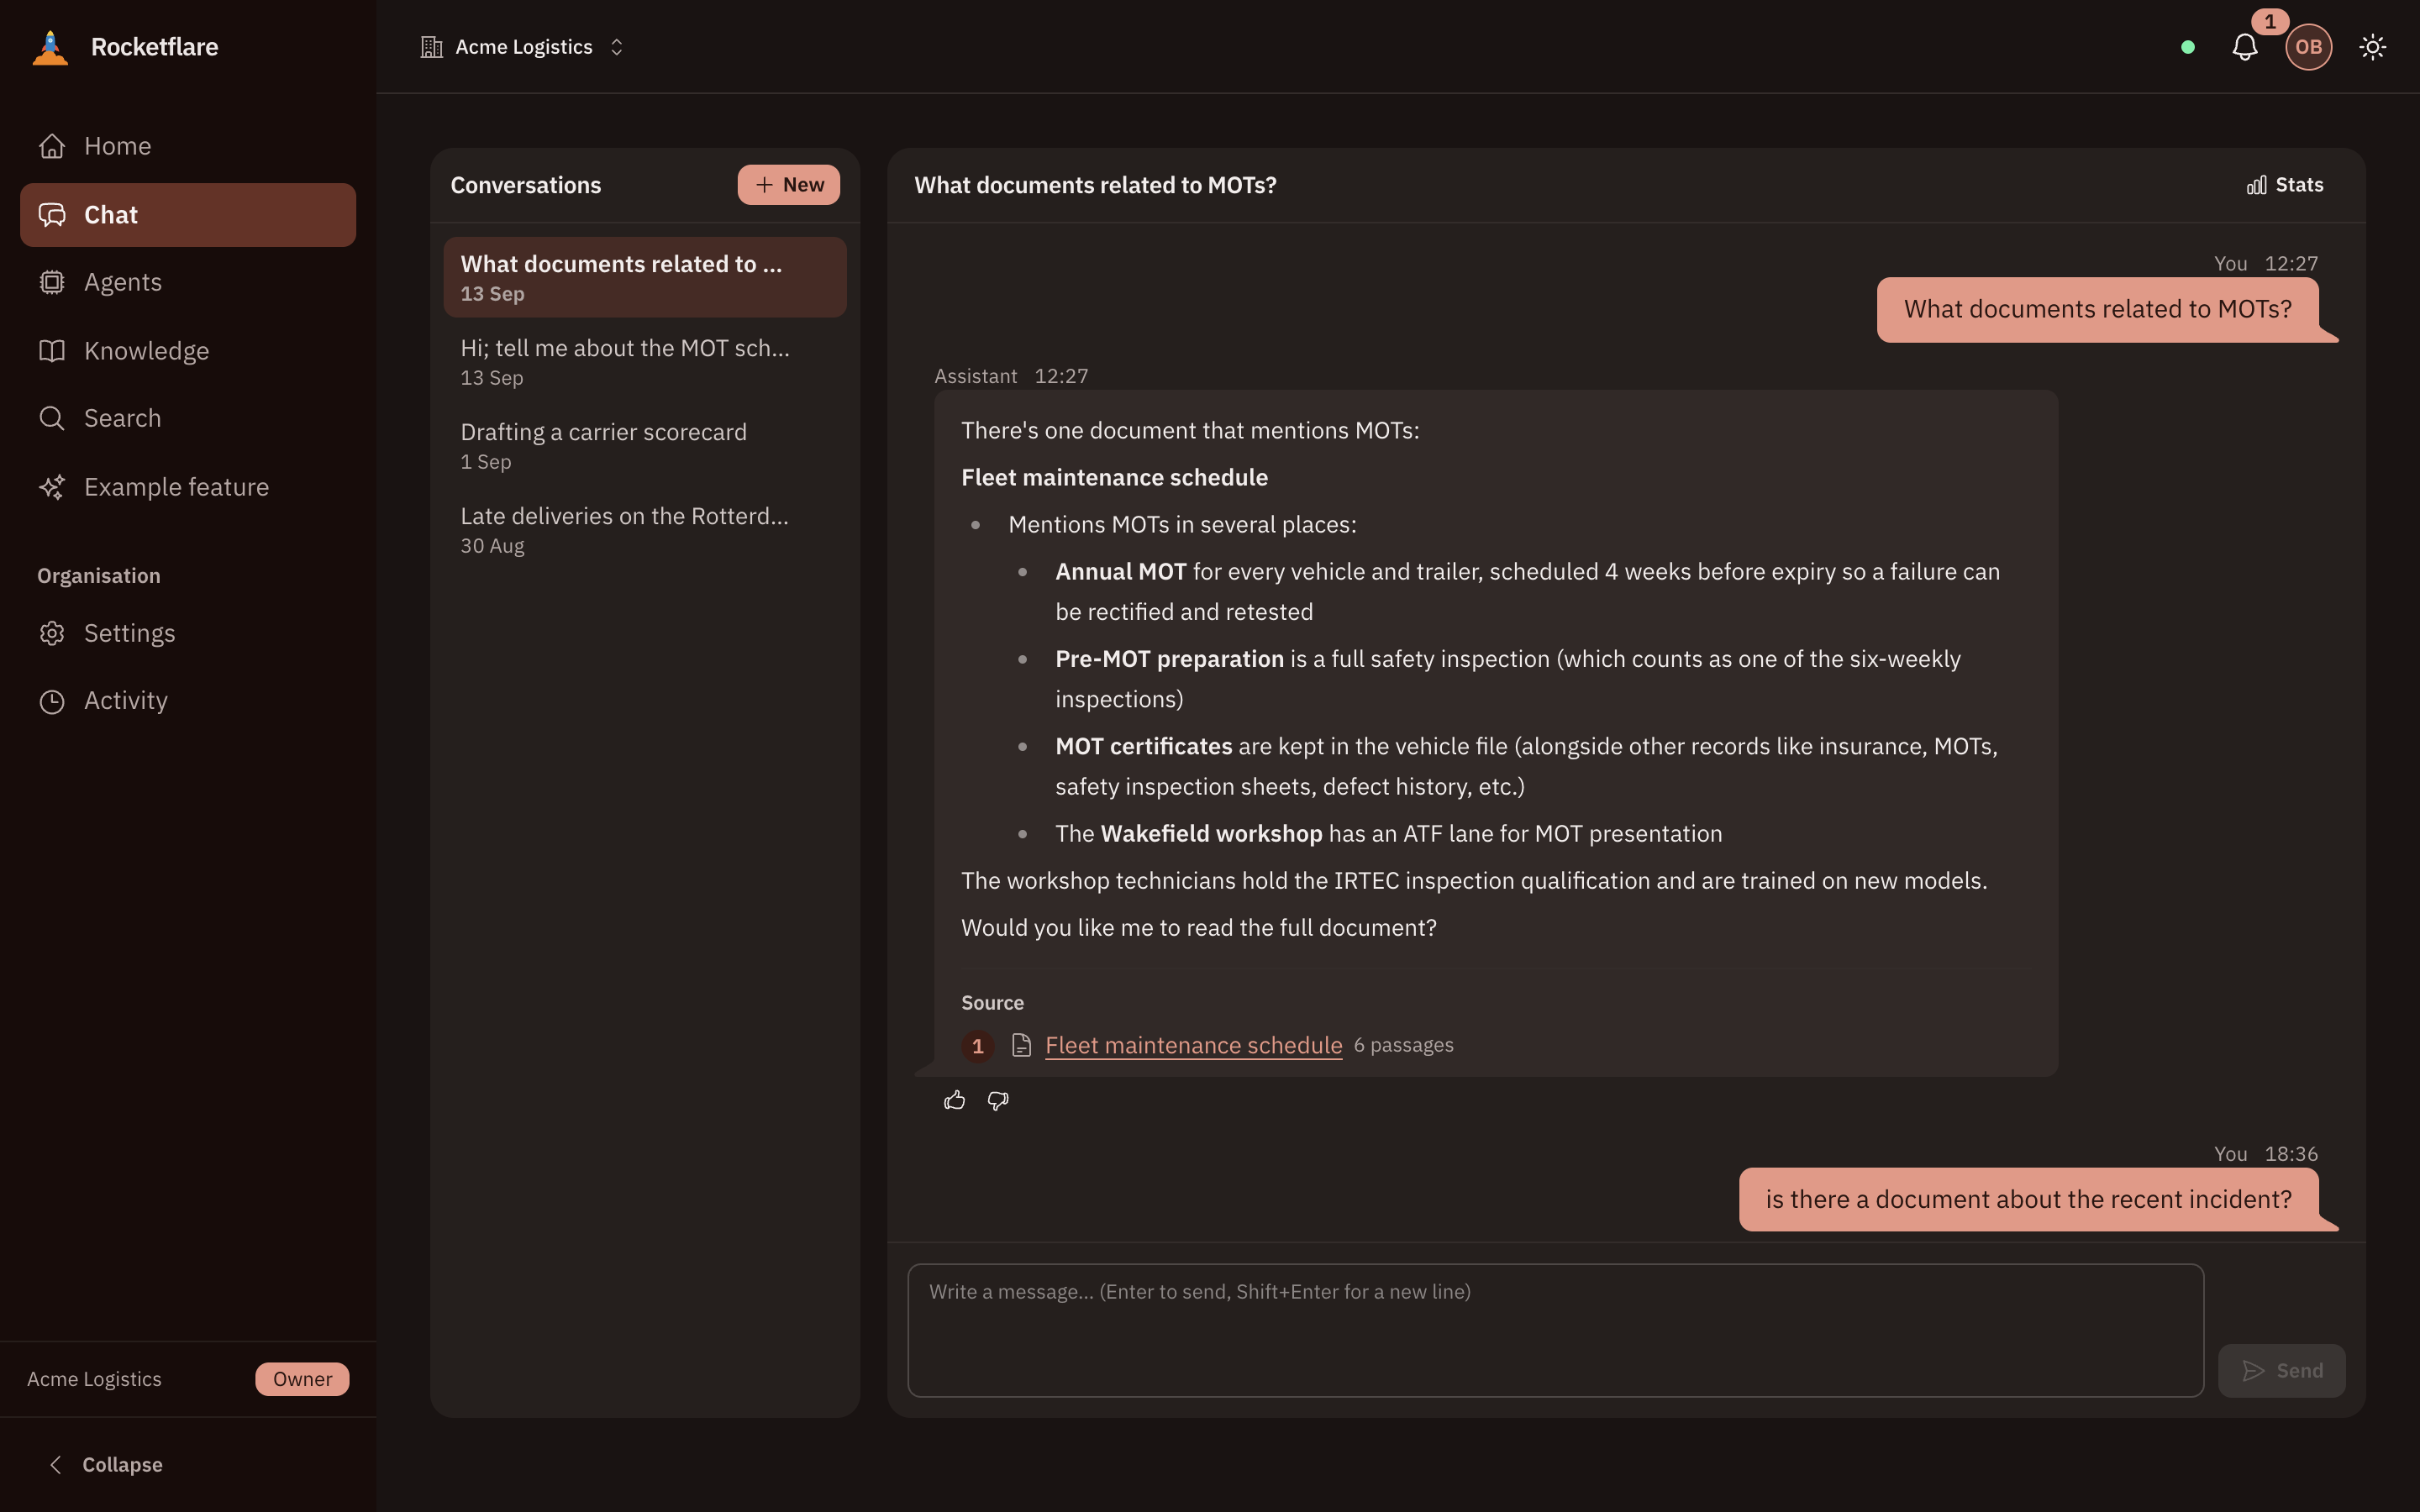 Rocketflare
Acme Logistics
1
OB
Home
Chat
Agents
Knowledge
Search
Example feature
Organisation
Settings
Activity
Acme Logistics
Owner
Collapse
Conversations
New
What documents related to ...
13 Sep
Hi; tell me about the MOT sch...
13 Sep
Drafting a carrier scorecard
1 Sep
Late deliveries on the Rotterd...
30 Aug
What documents related to MOTs?
Stats
You 12:27
What documents related to MOTs?
Assistant 12:27
There's one document that mentions MOTs:
Fleet maintenance schedule
Mentions MOTs in several places:
Annual MOT for every vehicle and trailer, scheduled 4 weeks before expiry so a failure can
be rectified and retested
Pre-MOT preparation is a full safety inspection (which counts as one of the six-weekly
inspections)
MOT certificates are kept in the vehicle file (alongside other records like insurance, MOTs,
safety inspection sheets, defect history, etc.)
The Wakefield workshop has an ATF lane for MOT presentation
The workshop technicians hold the IRTEC inspection qualification and are trained on new models.
Would you like me to read the full document?
Source
1 Fleet maintenance schedule 6 passages
You 18:36
is there a document about the recent incident?
Write a message... (Enter to send, Shift+Enter for a new line)
Send